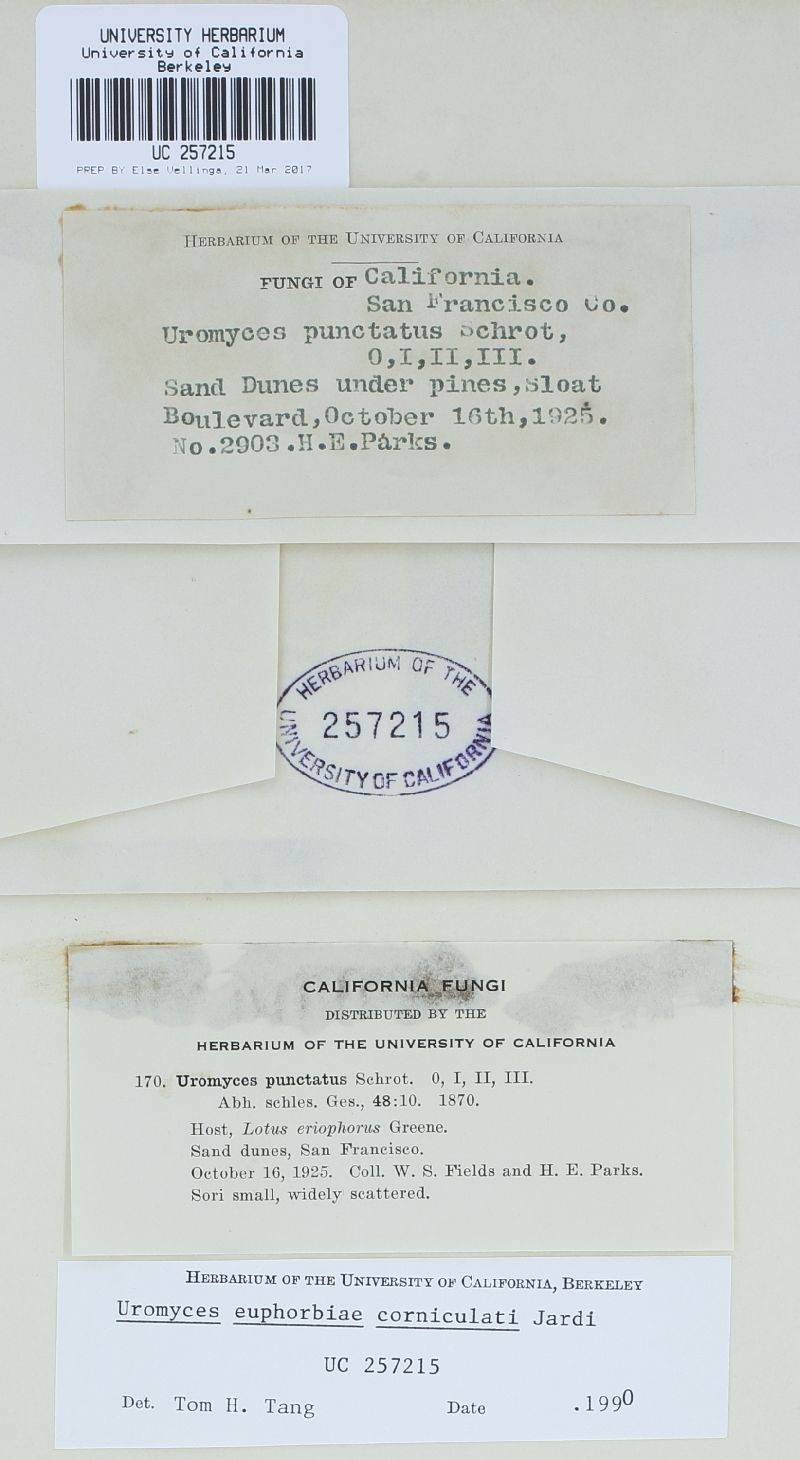 UNIVERSITY HERBARIUM
University of California
Berkeley
UC 257215
PREP BY Else Vellinga, 21 Mar 2017
HERBARIUM OF THE UNIVERSITY OF CALIFORNIA
FUNGI OF California.
San Francisco Co.
Uromyces punctatus Schrot,
O,I,II,III.
Sand Dunes under pines,Sloat
Boulevard,October 16th,1925.
No.2903.H.E.Parks.
HERBARIUM OF THE
257215
UNIVERSITY OF CALIFORNIA
CALIFORNIA FUNGI
DISTRIBUTED BY THE
HERBARIUM OF THE UNIVERSITY OF CALIFORNIA
170. Uromyces punctatus Schrot. 0, I, II, III.
Abh. schles. Ges., 48:10. 1870.
Host, Lotus eriophorus Greene.
Sand dunes, San Francisco.
October 16, 1925. Coll. W. S. Fields and H. E. Parks.
Sori small, widely scattered.
HERBARIUM OF THE UNIVERSITY OF CALIFORNIA, BERKELEY
Uromyces euphorbiae corniculati Jardi
UC 257215
Det. Tom H. Tang Date .1990